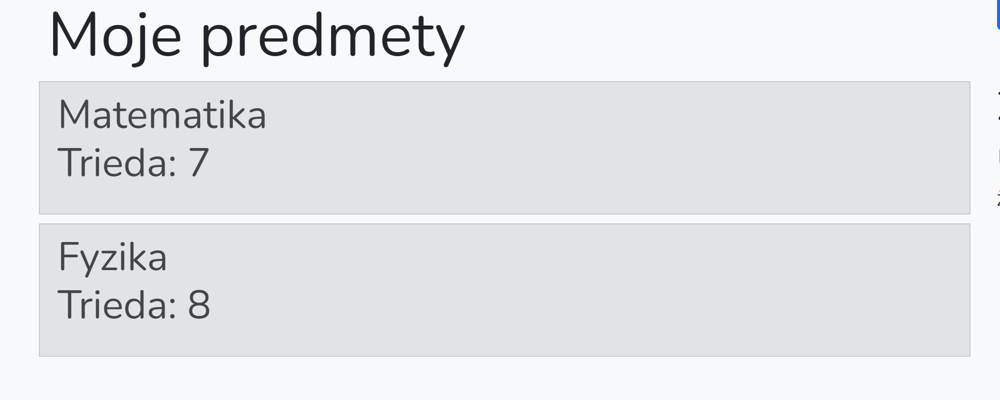 Moje predmety
Matematika
Trieda: 7
Fyzika
Trieda: 8